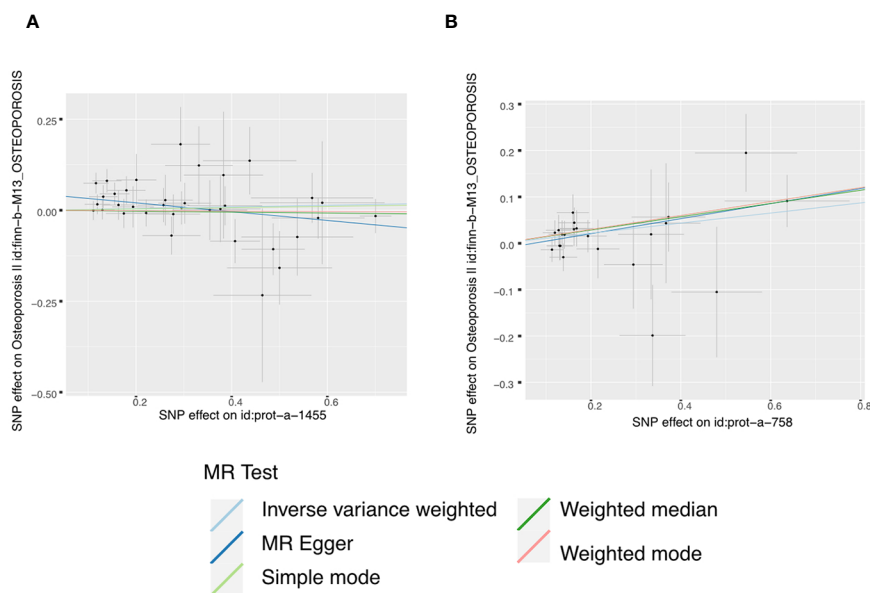 A
B
SNP effect on Osteoporosis II id:finn−b−M13_OSTEOPOROSIS
0.25
0.00
−0.25
−0.50
0.2
0.4
0.6
SNP effect on id:prot−a−1455
SNP effect on Osteoporosis II id:finn−b−M13_OSTEOPOROSIS
0.3
0.2
0.1
0.0
−0.1
−0.2
−0.3
0.2
0.4
0.6
0.8
SNP effect on id:prot−a−758
MR Test
Inverse variance weighted
MR Egger
Simple mode
Weighted median
Weighted mode